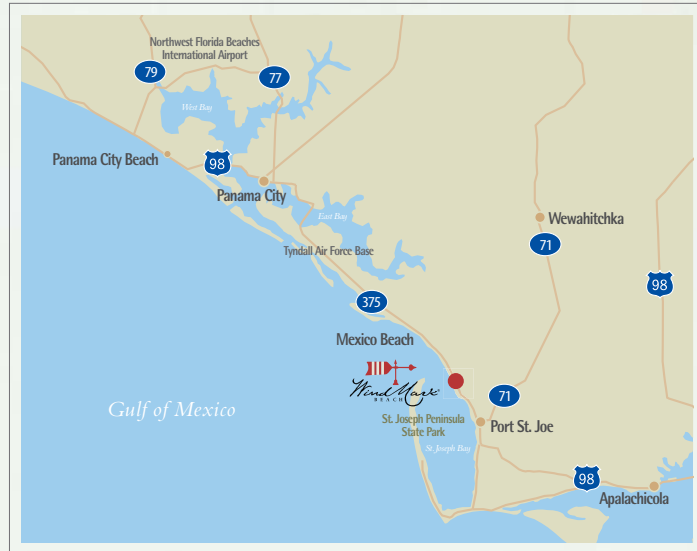 Northwest Florida Beaches
International Airport
79
77
West Bay
Panama City Beach
98
Panama City
East Bay
Wewahitchka
71
Tyndall Air Force Base
98
375
Mexico Beach
WindMark
BEACH
71
Gulf of Mexico
St. Joseph Peninsula
State Park
Port St. Joe
St Joseph Bay
98
Apalachicola